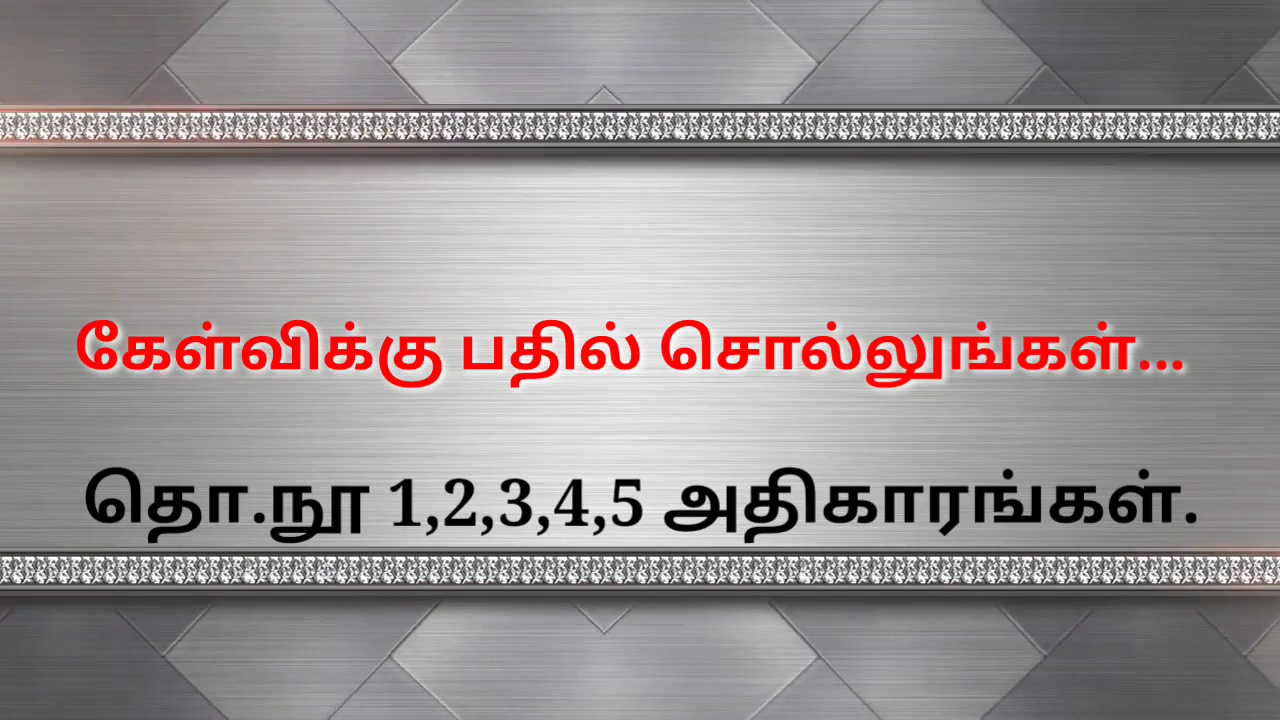 கேள்விக்கு பதில் சொல்லுங்கள்...
தொ.நூ 1,2,3,4,5 அதிகாரங்கள்.